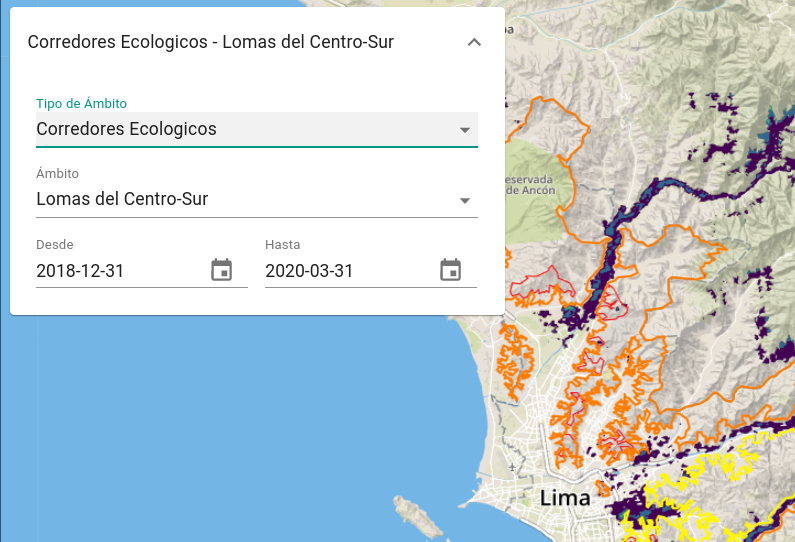 Corredores Ecologicos - Lomas del Centro-Sur
Tipo de Ámbito
Corredores Ecologicos
Ámbito
Lomas del Centro-Sur
Desde
2018-12-31
Hasta
2020-03-31
eservada
de Ancón
Lima